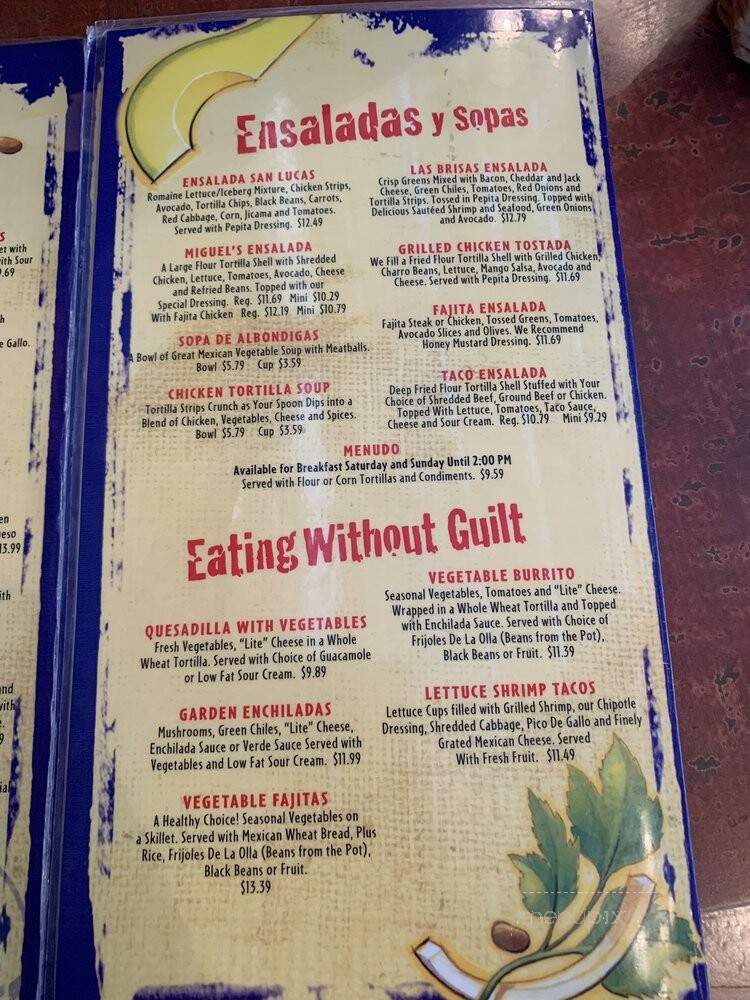 Ensaladas y Sopas
ENSALADA SAN LUCAS
Romaine Lettuce/Iceberg Mixture, Chicken Strips,
Avocado, Tortilla Chips, Black Beans, Carrots,
Red Cabbage, Corn, Jicama and Tomatoes.
Served with Pepita Dressing. $12.49
MIGUEL'S ENSALADA
A Large Flour Tortilla Shell with Shredded
Chicken, Lettuce, Tomatoes, Avocado, Cheese
and Refried Beans. Topped with our
Special Dressing. Reg. $11.69 Mini $10.29
With Fajita Chicken Reg. $12.19 Mini $10.79
SOPA DE ALBONDIGAS
A Bowl of Great Mexican Vegetable Soup with Meatballs.
Bowl $5.79 Cup $3.59
CHICKEN TORTILLA SOUP
Tortilla Strips Crunch as Your Spoon Dips into a
Blend of Chicken, Vegetables, Cheese and Spices.
Bowl $5.79 Cup $3.59
LAS BRISAS ENSALADA
Crisp Greens Mixed with Bacon, Cheddar and Jack
Cheese, Green Chiles, Tomatoes, Red Onions and
Tortilla Strips. Tossed in Pepita Dressing. Topped with
Delicious Sautéed Shrimp and Seafood, Green Onions
and Avocado. $12.79
GRILLED CHICKEN TOSTADA
We Fill a Fried Flour Tortilla Shell with Grilled Chicken,
Charro Beans, Lettuce, Mango Salsa, Avocado and
Cheese. Served with Pepita Dressing. $11.69
FAJITA ENSALADA
Fajita Steak or Chicken, Tossed Greens, Tomatoes,
Avocado Slices and Olives. We Recommend
Honey Mustard Dressing. $11.69
TACO ENSALADA
Deep Fried Flour Tortilla Shell Stuffed with Your
Choice of Shredded Beef, Ground Beef or Chicken.
Topped With Lettuce, Tomatoes, Taco Sauce,
Cheese and Sour Cream. Reg. $10.79 Mini $9.29
MENUDO
Available for Breakfast Saturday and Sunday Until 2:00 PM
Served with Flour or Corn Tortillas and Condiments. $9.59
Eating Without Guilt
QUESADILLA WITH VEGETABLES
Fresh Vegetables, "Lite" Cheese in a Whole
Wheat Tortilla. Served with Choice of Guacamole
or Low Fat Sour Cream. $9.89
GARDEN ENCHILADAS
Mushrooms, Green Chiles, "Lite" Cheese,
Enchilada Sauce or Verde Sauce Served with
Vegetables and Low Fat Sour Cream. $11.99
VEGETABLE FAJITAS
A Healthy Choice! Seasonal Vegetables on
a Skillet. Served with Mexican Wheat Bread, Plus
Rice, Frijoles De La Olla (Beans from the Pot),
Black Beans or Fruit.
$13.39
VEGETABLE BURRITO
Seasonal Vegetables, Tomatoes and "Lite" Cheese.
Wrapped in a Whole Wheat Tortilla and Topped
with Enchilada Sauce. Served with Choice of
Frijoles De La Olla (Beans from the Pot),
Black Beans or Fruit. $11.39
LETTUCE SHRIMP TACOS
Lettuce Cups filled with Grilled Shrimp, our Chipotle
Dressing, Shredded Cabbage, Pico De Gallo and Finely
Grated Mexican Cheese. Served
With Fresh Fruit. $11.49
menupix